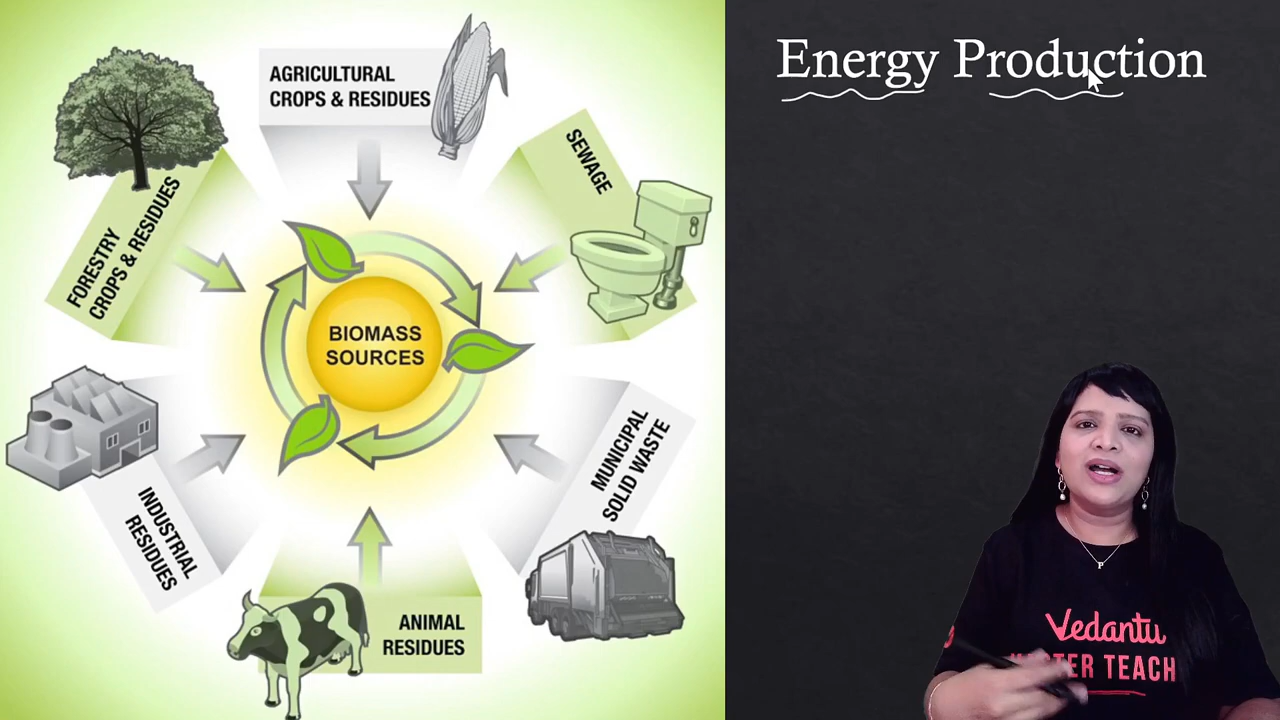 Energy Production
AGRICULTURAL
CROPS & RESIDUES
SEWAGE
FORESTRY
CROPS & RESIDUES
BIOMASS
SOURCES
MUNICIPAL
SOLID WASTE
INDUSTRIAL
RESIDUES
ANIMAL
RESIDUES
P
Vedantu
TEACH